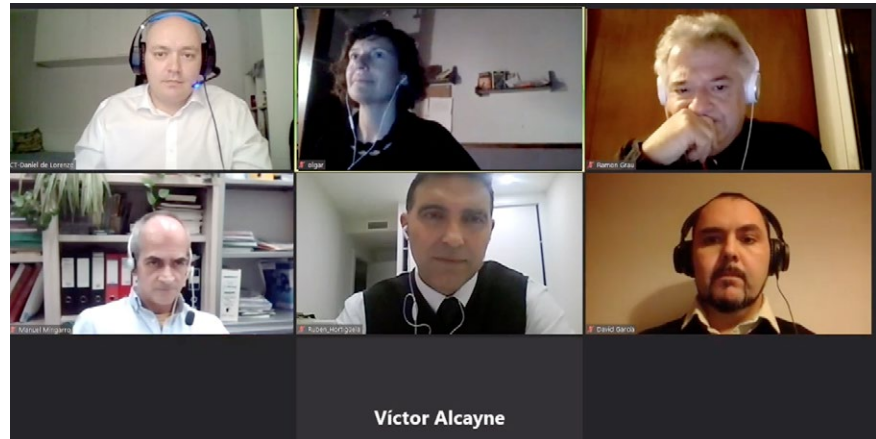 CT-Daniel de Lorenzo
olgar
Ramon Grau
Manuel Mingarro
Ruben_Hortigüela
David Garcia
Víctor Alcayne